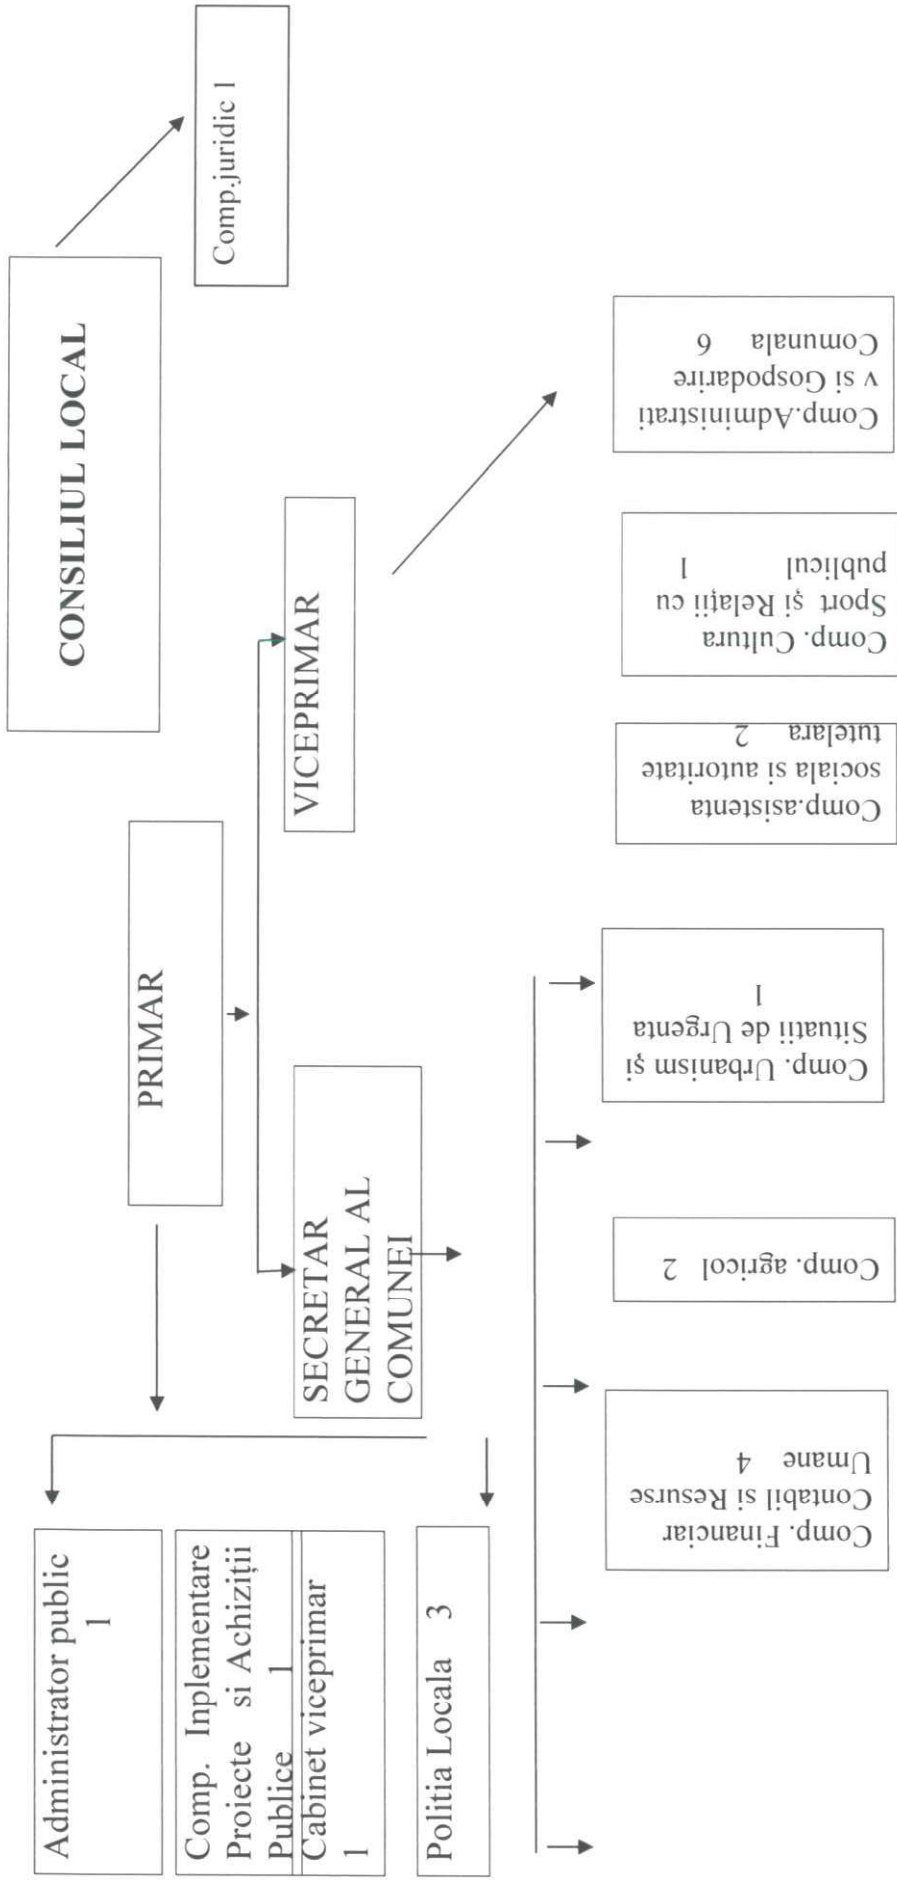 CONSILIUL LOCAL
Comp.juridic 1
PRIMAR
VICEPRIMAR
SECRETAR
GENERAL AL
COMUNEI
Administrator public
1
Comp. Inplementare
Proiecte si Achiziții
Publice 1
Cabinet viceprimar
1
Politia Locala 3
Comp. Financiar
Contabil si Resurse
Umane 4
Comp. agricol 2
Comp. Urbanism și
Situatii de Urgenta
1
Comp.asistenta
sociala si autoritate
tutelara 2
Comp. Cultura
Sport și Relații cu
publicul 1
Comp.Administrati
v si Gospodarire
Comunala 6